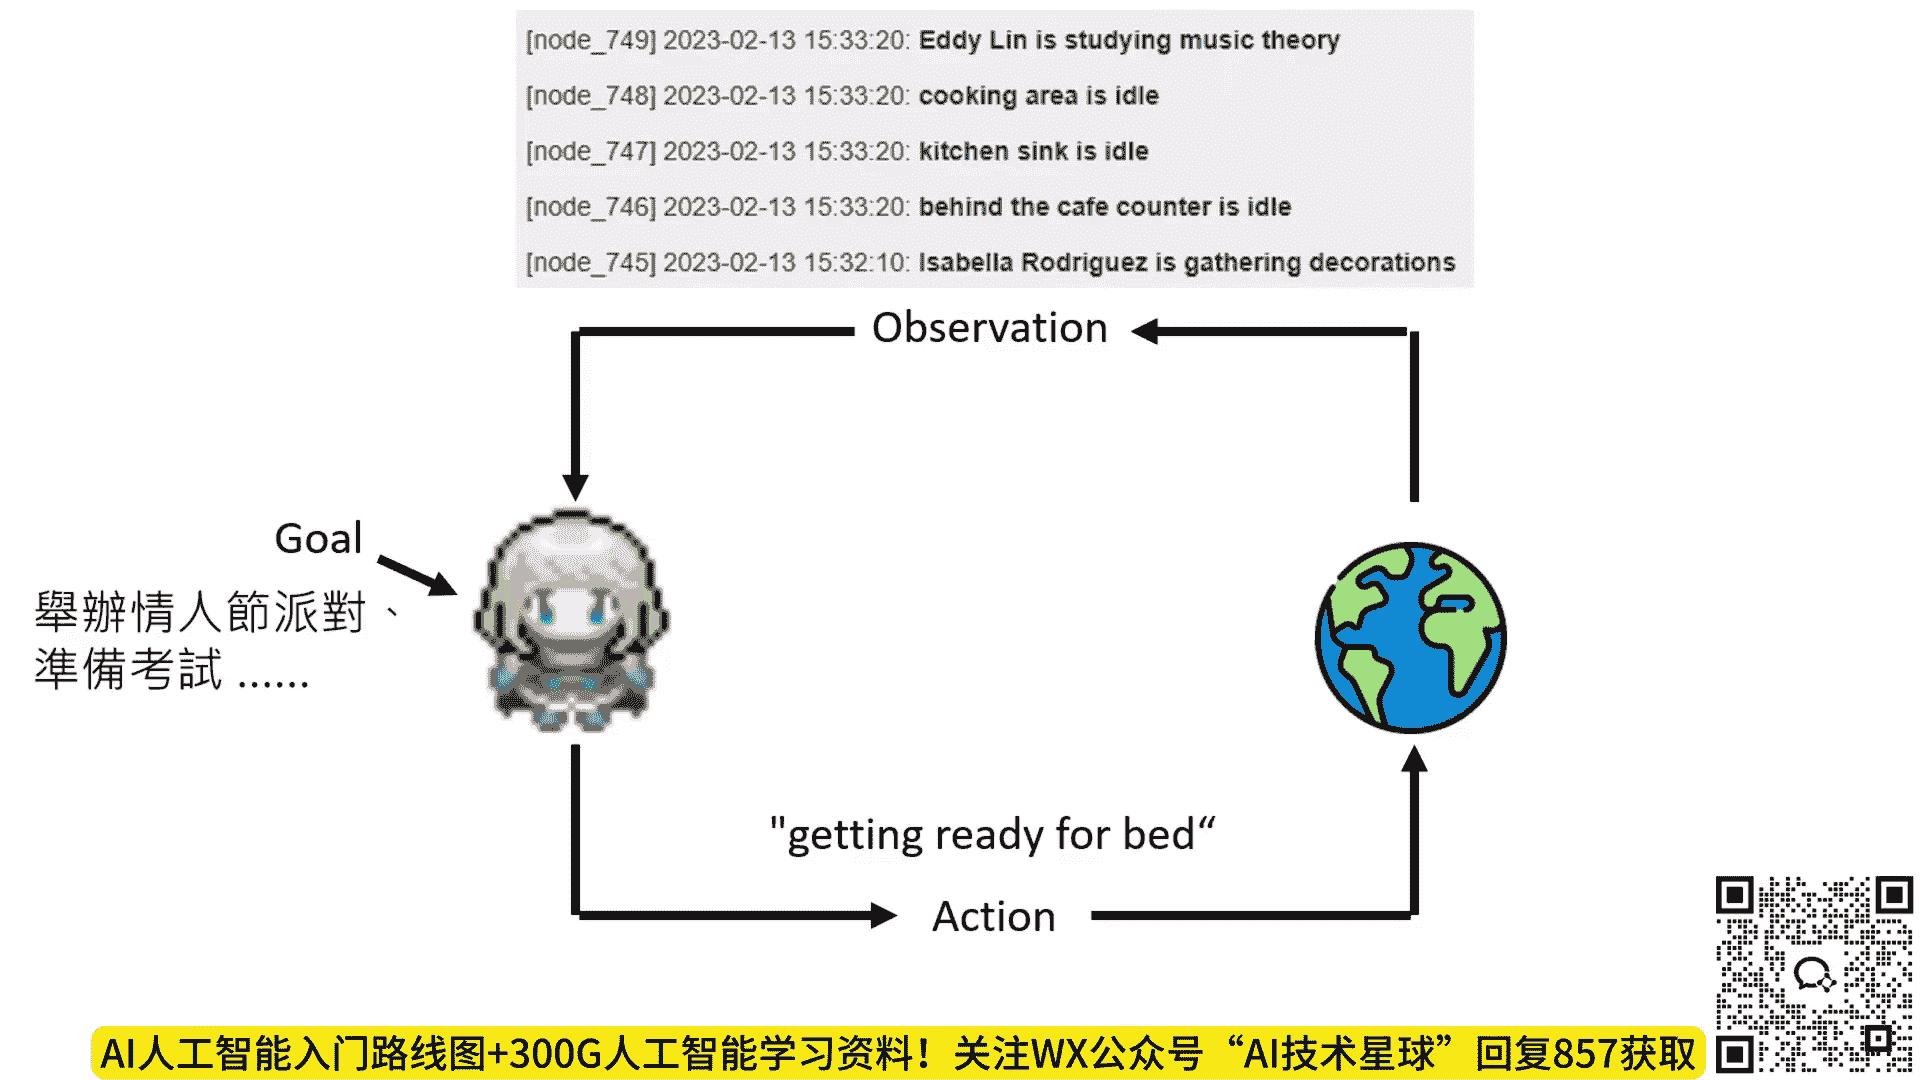 [node_749] 2023-02-13 15:33:20: Eddy Lin is studying music theory
[node_748] 2023-02-13 15:33:20: cooking area is idle
[node_747] 2023-02-13 15:33:20: kitchen sink is idle
[node_746] 2023-02-13 15:33:20: behind the cafe counter is idle
[node_745] 2023-02-13 15:32:10: Isabella Rodriguez is gathering decorations
Observation
Goal
舉辦情人節派對、
準備考試 ......
"getting ready for bed“
Action
AI人工智能入门路线图+300G人工智能学习资料！关注WX公众号“AI技术星球”回复857获取